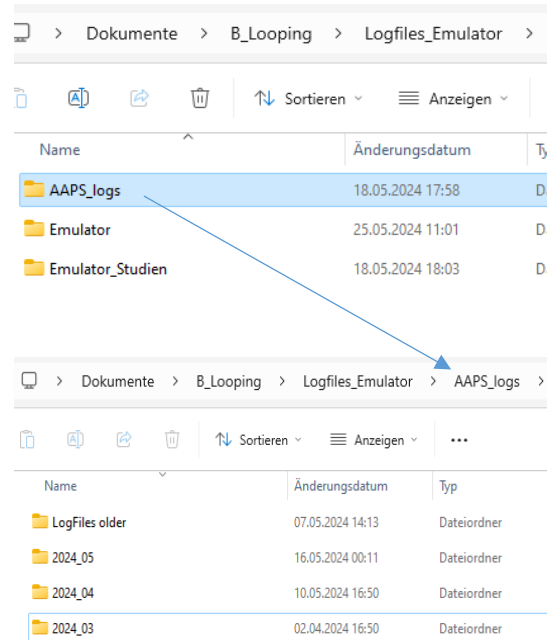 > Dokumente > B_Looping > Logfiles_Emulator >
Sortieren Anzeigen
Name Änderungsdatum
AAPS_logs 18.05.2024 17:58
Emulator 25.05.2024 11:01
Emulator_Studien 18.05.2024 18:03
> Dokumente > B_Looping > Logfiles_Emulator > AAPS_logs >
Sortieren Anzeigen ...
Name Änderungsdatum Typ
LogFiles older 07.05.2024 14:13 Dateiordner
2024_05 16.05.2024 00:11 Dateiordner
2024_04 10.05.2024 16:50 Dateiordner
2024_03 02.04.2024 16:50 Dateiordner